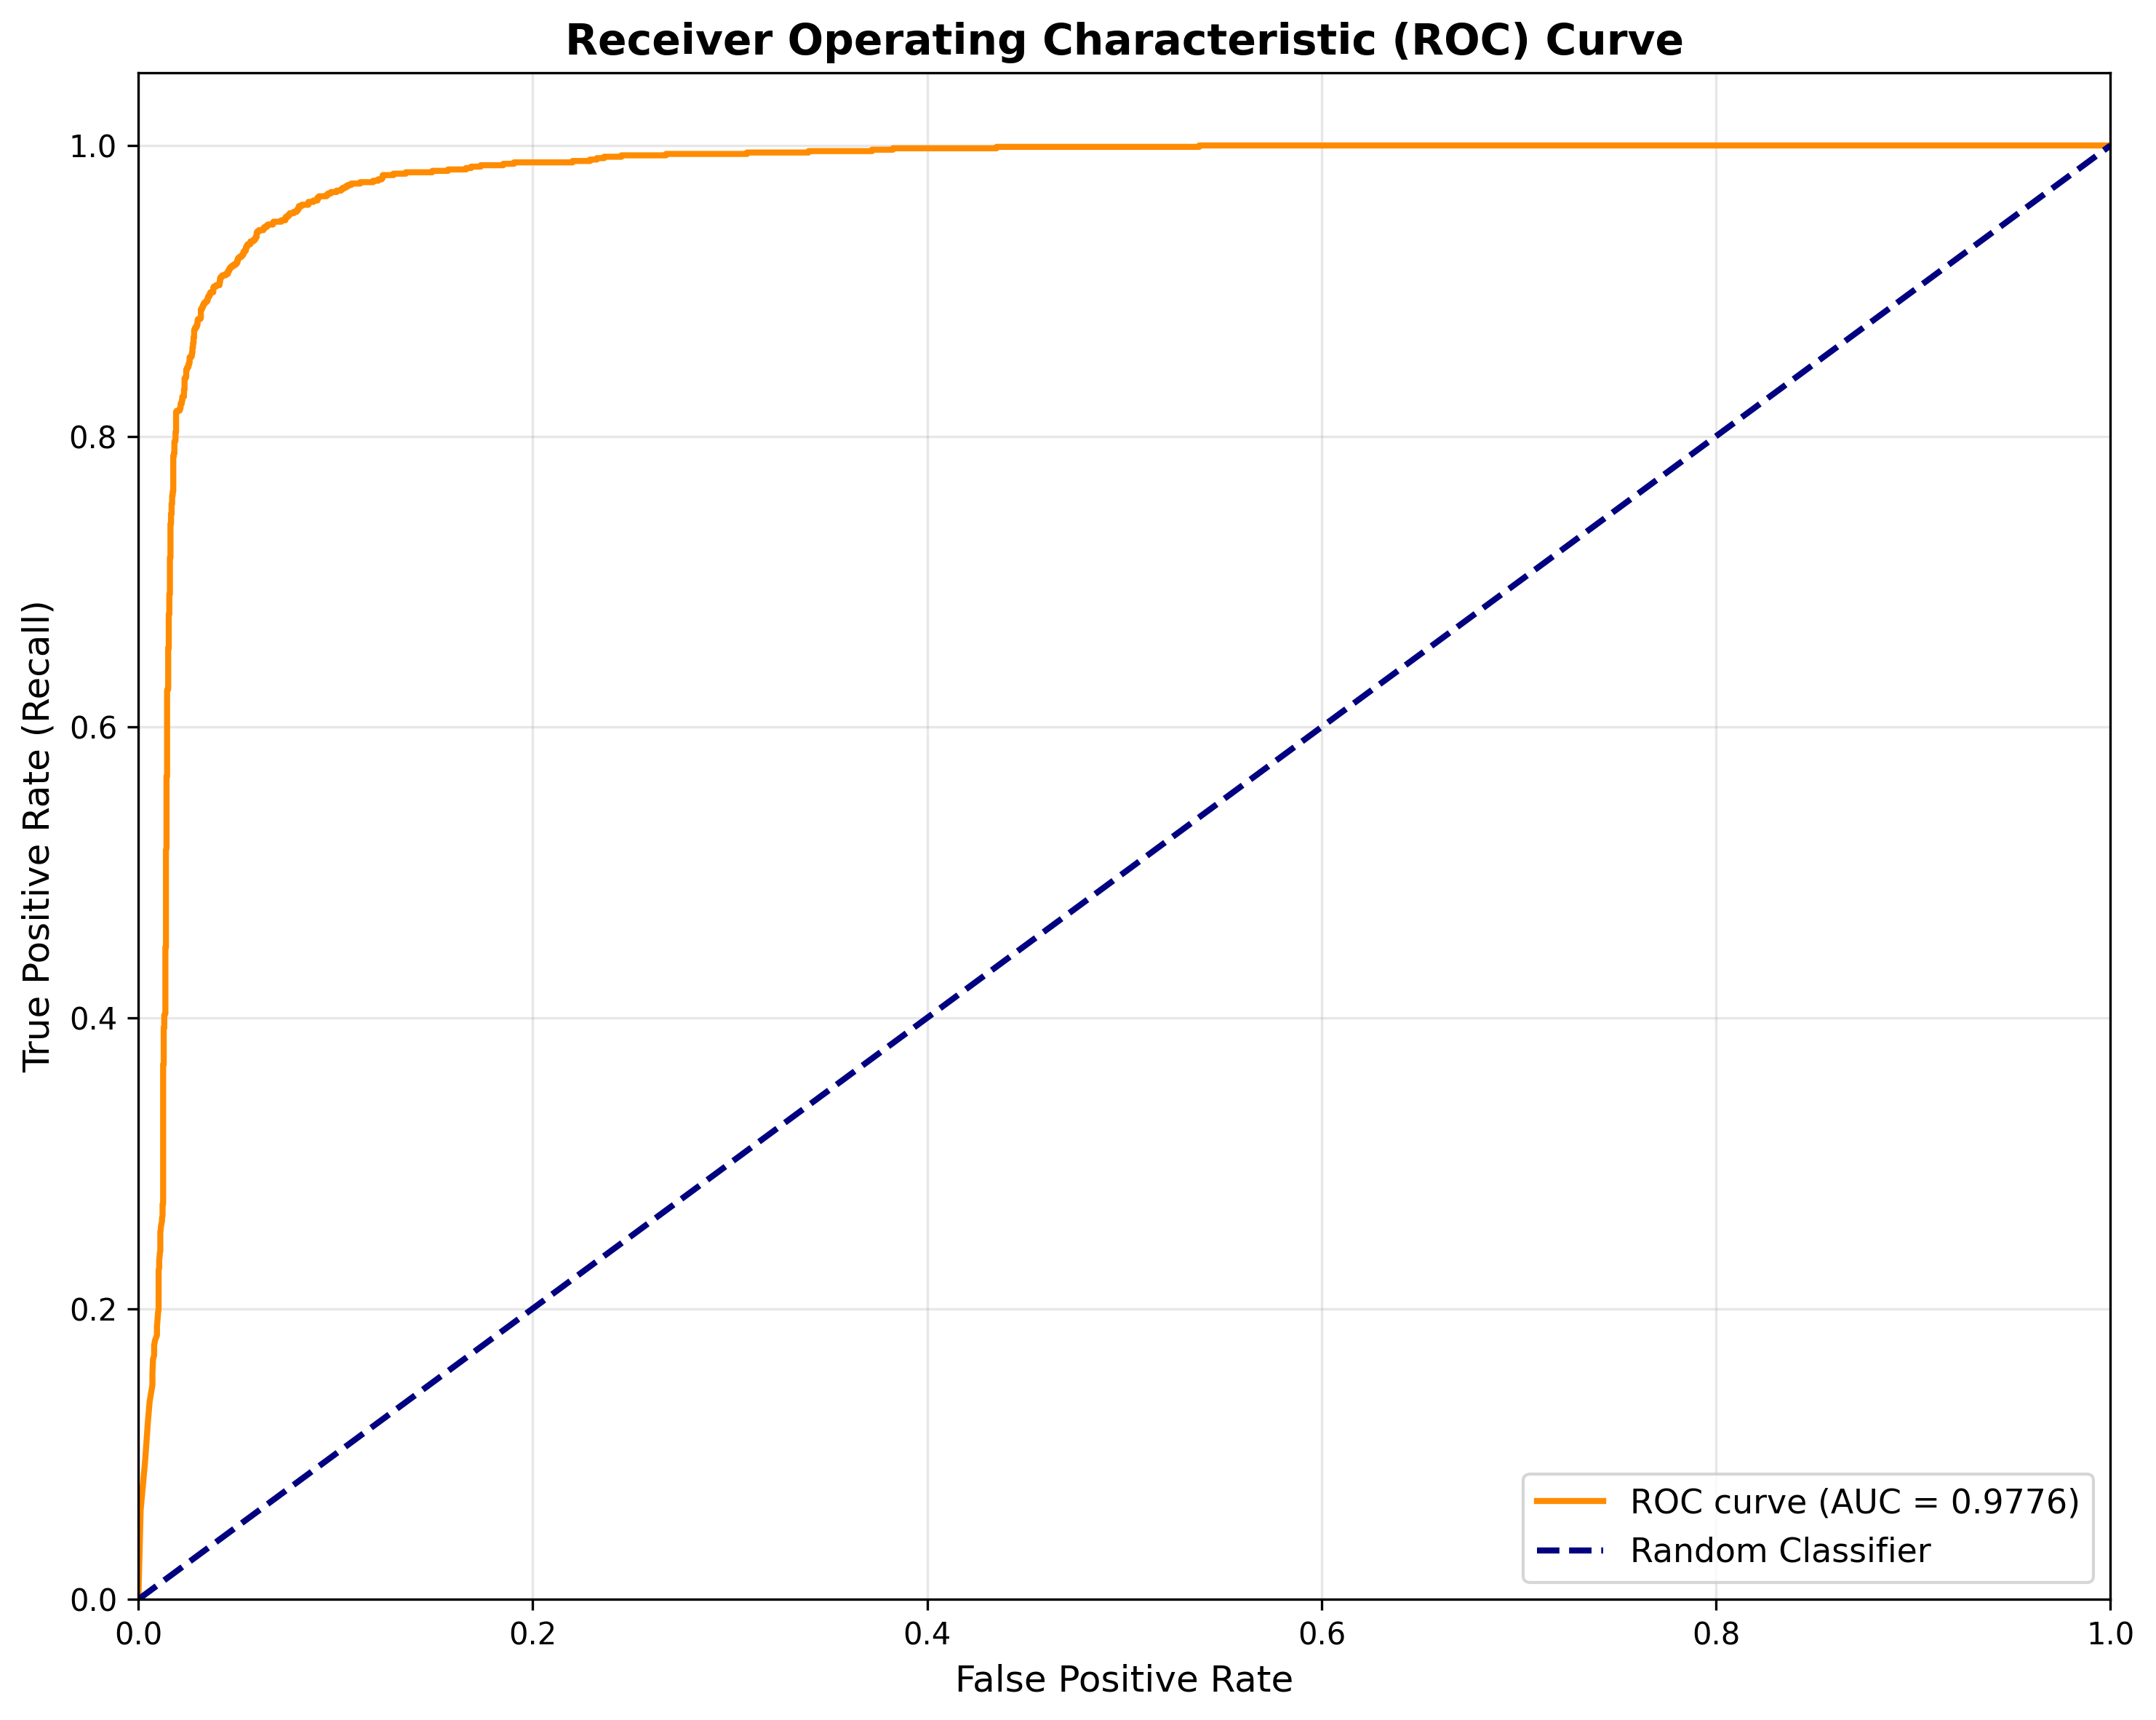 Receiver Operating Characteristic (ROC) Curve
1.0
0.8
0.6
0.4
0.2
0.0
True Positive Rate (Recall)
ROC curve (AUC = 0.9776)
Random Classifier
0.0 0.2 0.4 0.6 0.8 1.0
False Positive Rate